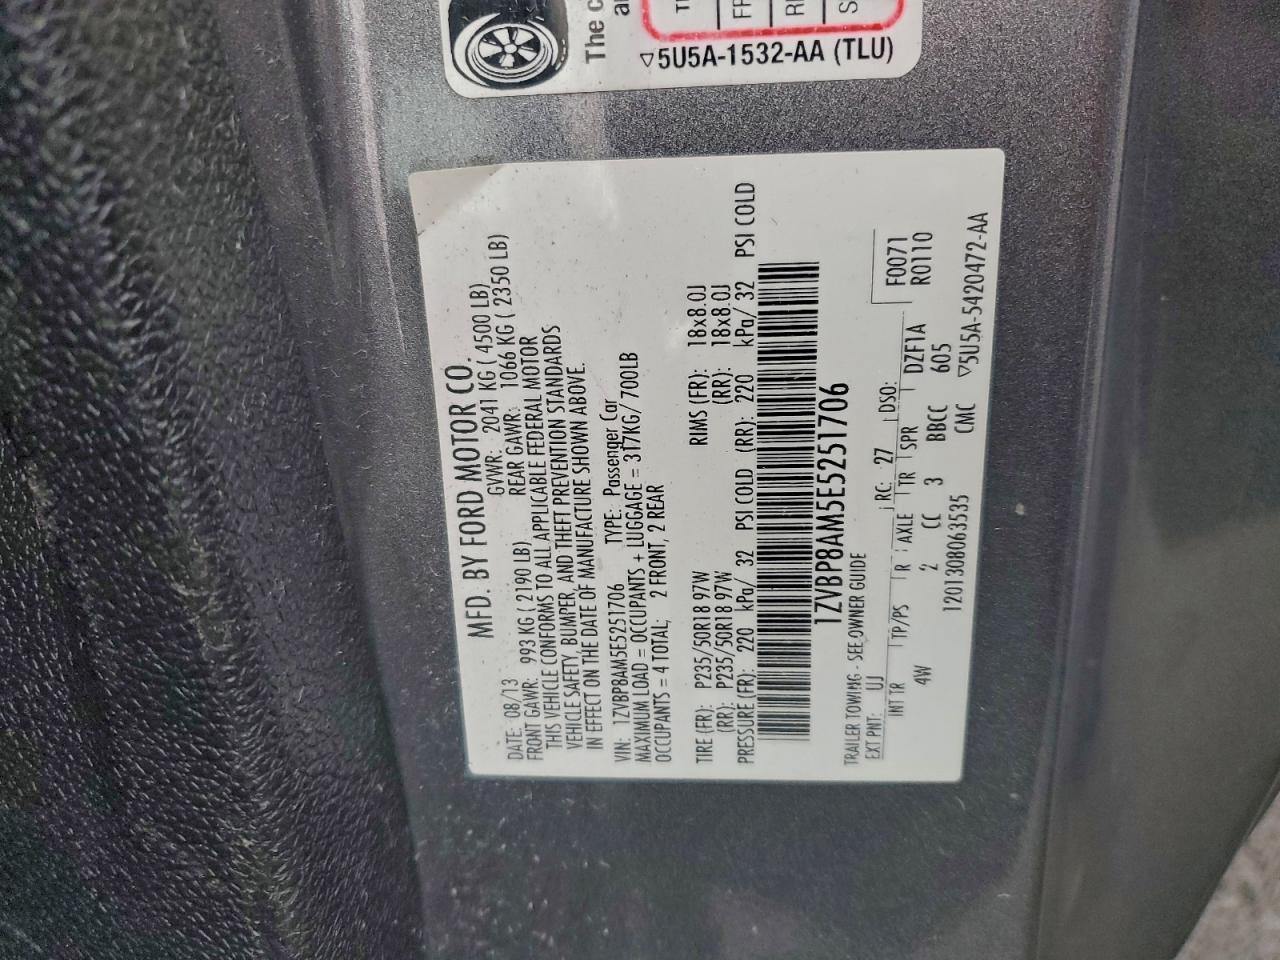 The c
a
FR
S
▽5U5A-1532-AA (TLU)
MFD. BY FORD MOTOR CO.
DATE: 08/13 GVWR: 2041 KG ( 4500 LB)
FRONT GAWR: 993 KG ( 2190 LB) REAR GAWR: 1066 KG ( 2350 LB)
THIS VEHICLE CONFORMS TO ALL APPLICABLE FEDERAL MOTOR
VEHICLE SAFETY, BUMPER, AND THEFT PREVENTION STANDARDS
IN EFFECT ON THE DATE OF MANUFACTURE SHOWN ABOVE.
VIN: 1ZVBP8AM5E5251706 TYPE: Passenger Car
MAXIMUM LOAD = OCCUPANTS + LUGGAGE = 317KG/700LB
OCCUPANTS = 4 TOTAL; 2 FRONT, 2 REAR
TIRE (FR): P235/50R18 97W RIMS (FR): 18x8.0J
(RR): P235/50R18 97W (RR): 18x8.0J
PRESSURE (FR): 220 kPa/ 32 PSI COLD (RR): 220 kPa/ 32 PSI COLD
1ZVBP8AM5E5251706
TRAILER TOWING - SEE OWNER GUIDE
EXT PNT: UJ RC: 27 DSO: F0071
INT TR TP/PS R AXLE TR SPR DZF1A R0110
4W 2 CC 3 BBCC 605
1201308063535 CMC ▽5U5A-5420472-AA